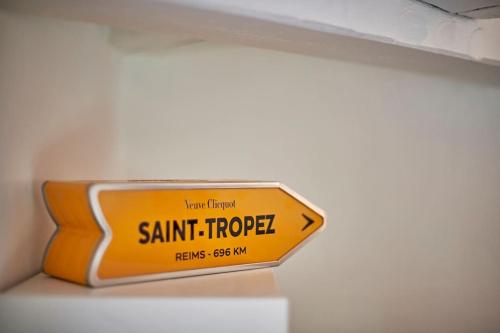 Veuve Clicquot
SAINT-TROPEZ
REIMS - 696 KM